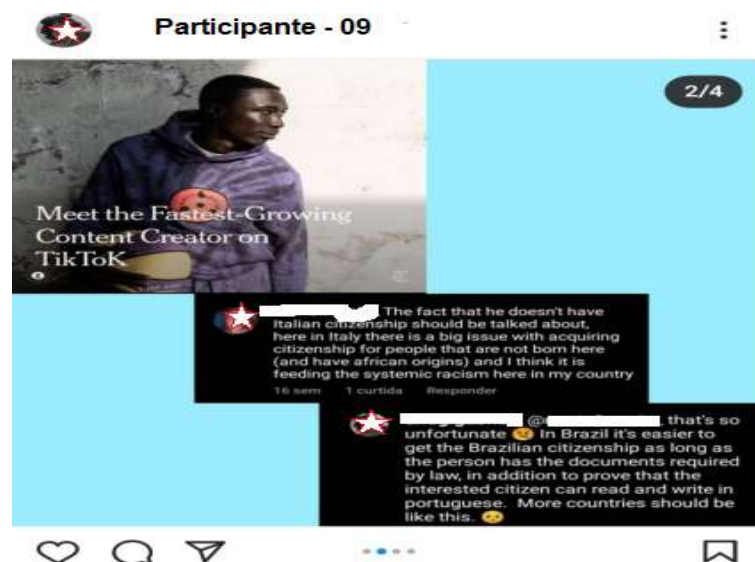 Participante - 09
2/4
Meet the Fastest-Growing
Content Creator on
TikToK
The fact that he doesn't have
Italian citizenship should be talked about,
here in Italy there is a big issue with acquiring
citizenship for people that are not born here
(and have african origins) and I think it is
feeding the systemic racism here in my country
16 sem 1 curtida Responder
that's so
unfortunate 😢 In Brazil it's easier to
get the Brazilian citizenship as long as
the person has the documents required
by law, in addition to prove that the
interested citizen can read and write in
portuguese. More countries should be
like this. 😢